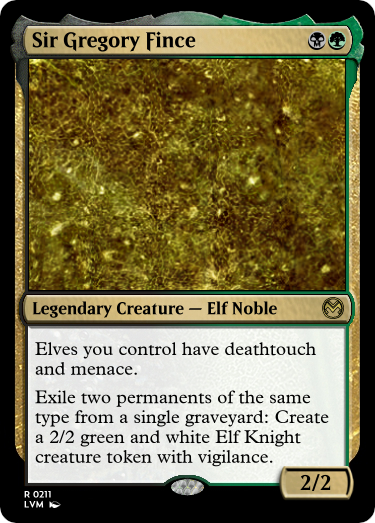 Sir Gregory Fince
Legendary Creature — Elf Noble
Elves you control have deathtouch
and menace.
Exile two permanents of the same
type from a single graveyard: Create
a 2/2 green and white Elf Knight
creature token with vigilance.
2/2
R 0211
LVM